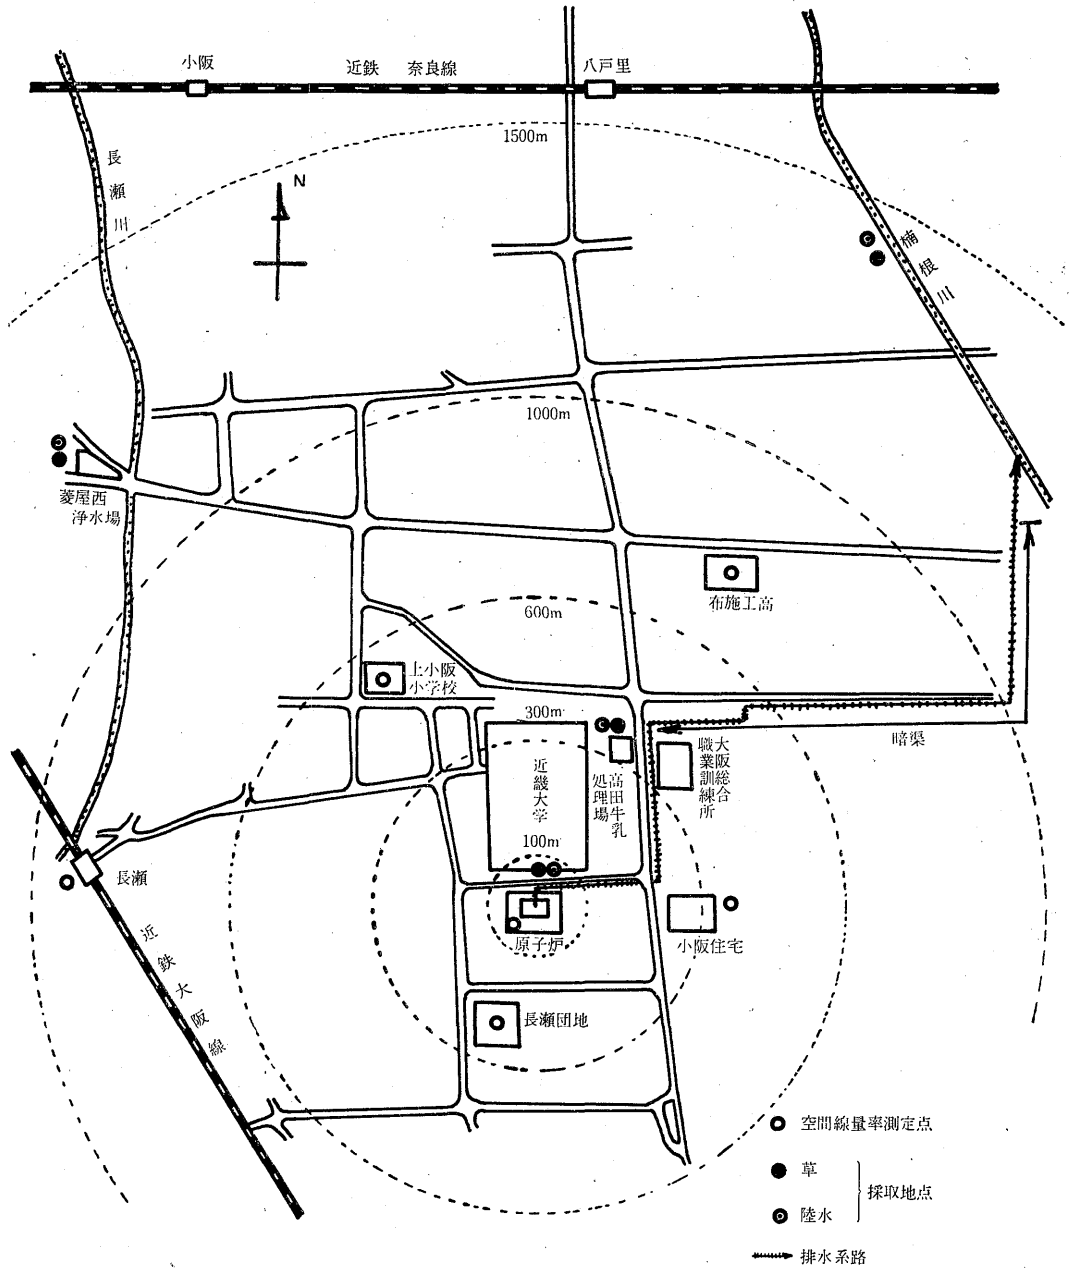 小阪
近鉄 奈良線
八戸里
1500m
長瀬川
N
楠根川
1000m
菱屋西
浄水場
布施工高
600m
上小阪
小学校
300m
近畿大学
高田牛乳
処理場
大阪総合
職業訓練所
暗渠
100m
長瀬
原子炉
小阪住宅
近鉄大阪線
長瀬団地
空間線量率測定点
草
採取地点
陸水
排水系路